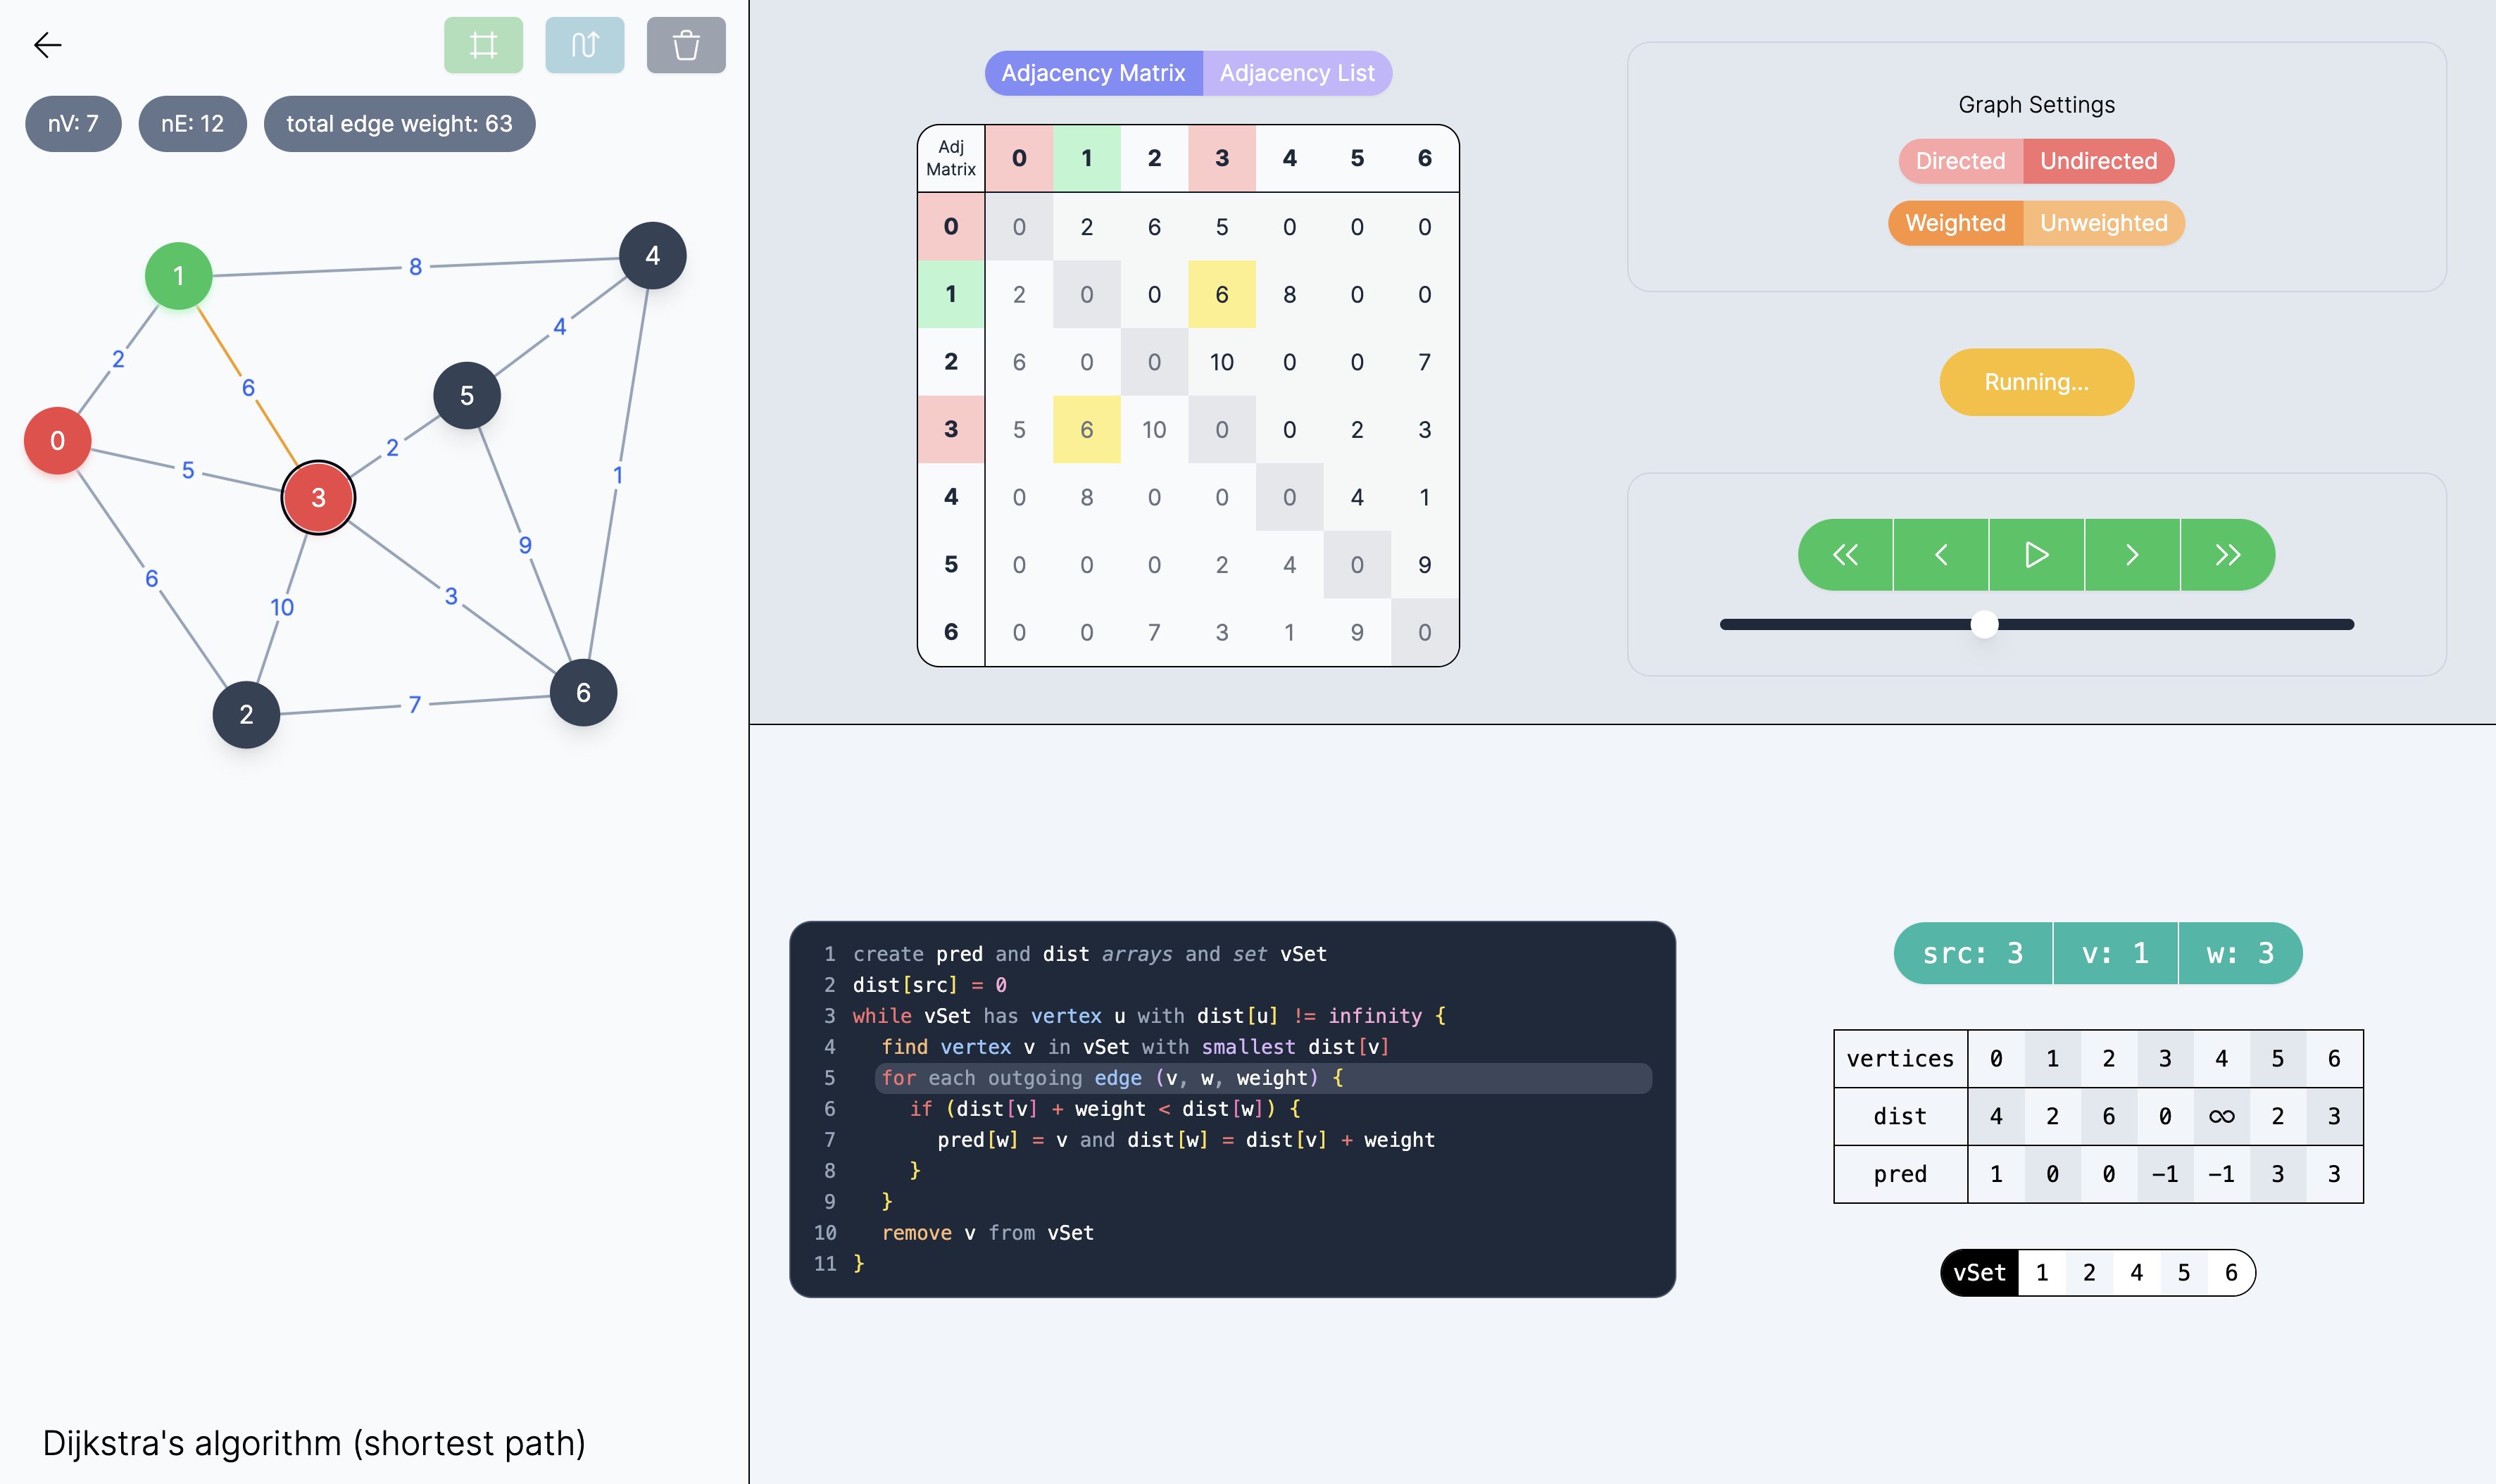 nV: 7 nE: 12 total edge weight: 63
1 8 4
4
2 6 5
2
0 5 3 1
9
6 10 3
2 7 6
Dijkstra's algorithm (shortest path)
Adjacency Matrix Adjacency List
Adj Matrix 0 1 2 3 4 5 6
0 0 2 6 5 0 0 0
1 2 0 0 6 8 0 0
2 6 0 0 10 0 0 7
3 5 6 10 0 0 2 3
4 0 8 0 0 0 4 1
5 0 0 0 2 4 0 9
6 0 0 7 3 1 9 0
Graph Settings
Directed Undirected
Weighted Unweighted
Running...
1 create pred and dist arrays and set vSet
2 dist[src] = 0
3 while vSet has vertex u with dist[u] != infinity {
4 find vertex v in vSet with smallest dist[v]
5 for each outgoing edge (v, w, weight) {
6 if (dist[v] + weight < dist[w]) {
7 pred[w] = v and dist[w] = dist[v] + weight
8 }
9 }
10 remove v from vSet
11 }
src: 3 v: 1 w: 3
vertices 0 1 2 3 4 5 6
dist 4 2 6 0 ∞ 2 3
pred 1 0 0 -1 -1 3 3
vSet 1 2 4 5 6